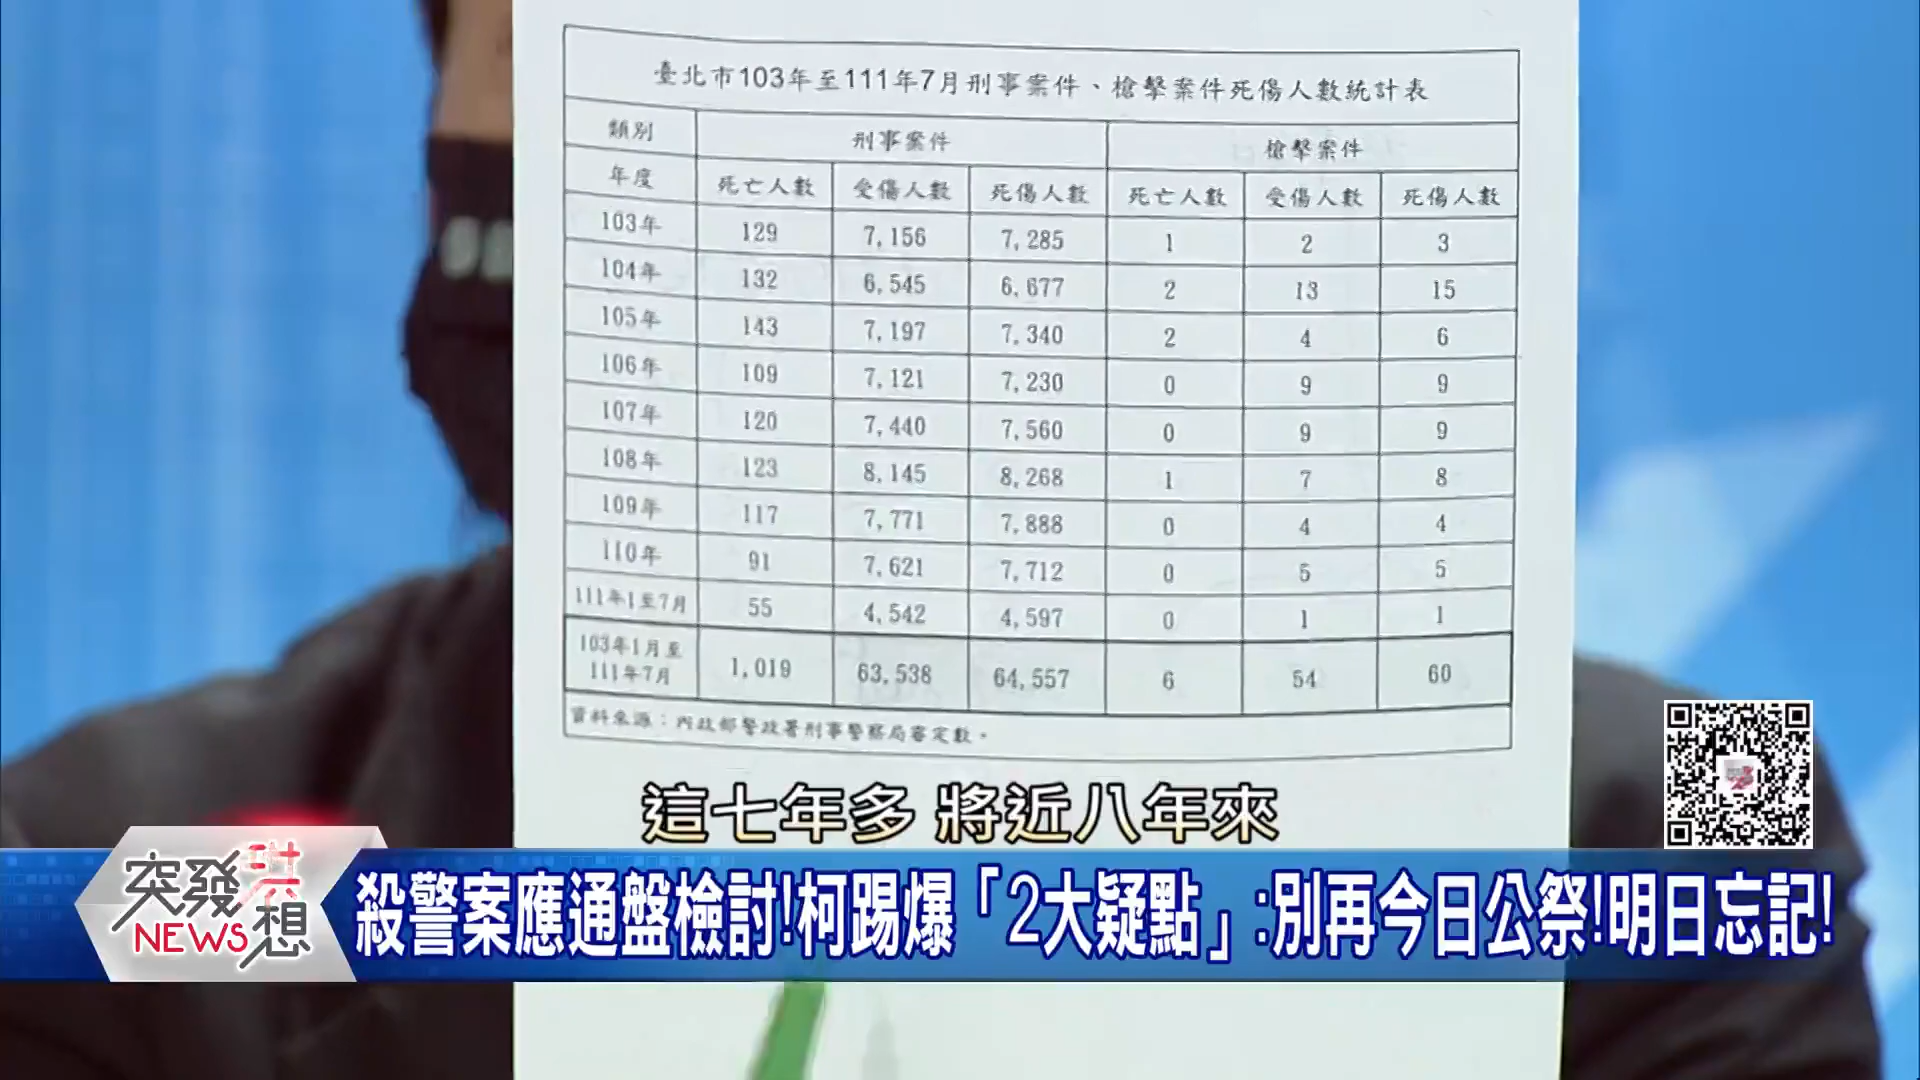 臺北市103年至111年7月刑事案件、槍擊案件死傷人數統計表
類別 刑事案件 槍擊案件
年度 死亡人數 受傷人數 死傷人數 死亡人數 受傷人數 死傷人數
103年 129 7,156 7,285 1 2 3
104年 132 6,545 6,677 2 13 15
105年 143 7,197 7,340 2 4 6
106年 109 7,121 7,230 0 9 9
107年 120 7,440 7,560 0 9 9
108年 123 8,145 8,268 1 7 8
109年 117 7,771 7,888 0 4 4
110年 91 7,621 7,712 0 5 5
111年1至7月 55 4,542 4,597 0 1 1
103年1月至
111年7月 1,019 63,538 64,557 6 54 60
資料來源：內政部警政署刑事警察局審定數。
這七年多 將近八年來
突發琪想
NEWS
殺警案應通盤檢討!柯踢爆「2大疑點」:別再今日公祭!明日忘記!